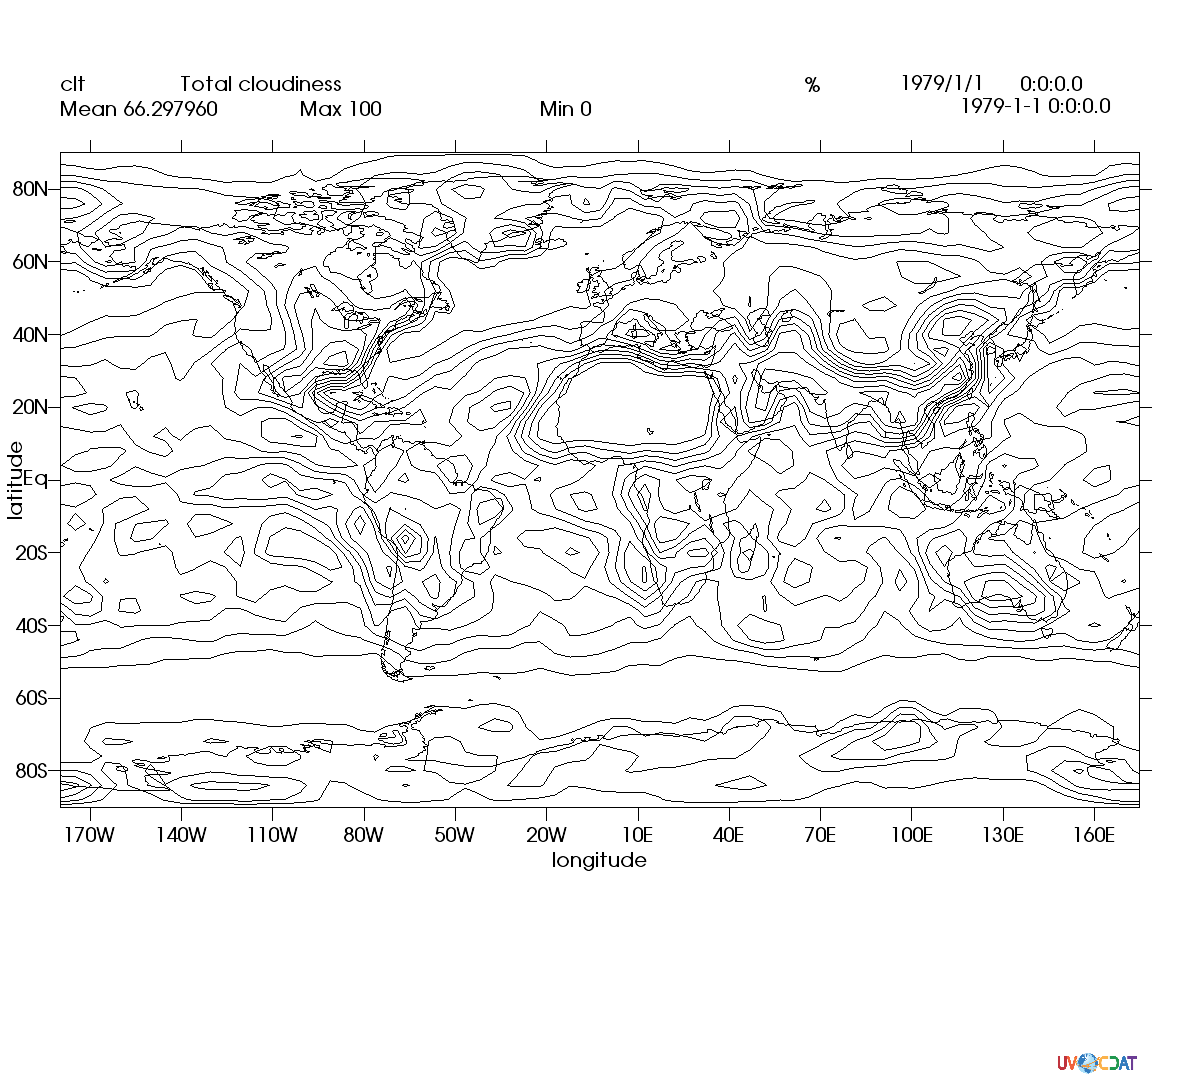 clt Total cloudiness % 1979/1/1 0:0:0.0
Mean 66.297960 Max 100 Min 0 1979-1-1 0:0:0.0
80N
60N
40N
20N
Eq
20S
40S
60S
80S
latitude
170W 140W 110W 80W 50W 20W 10E 40E 70E 100E 130E 160E
longitude
UVCDAT